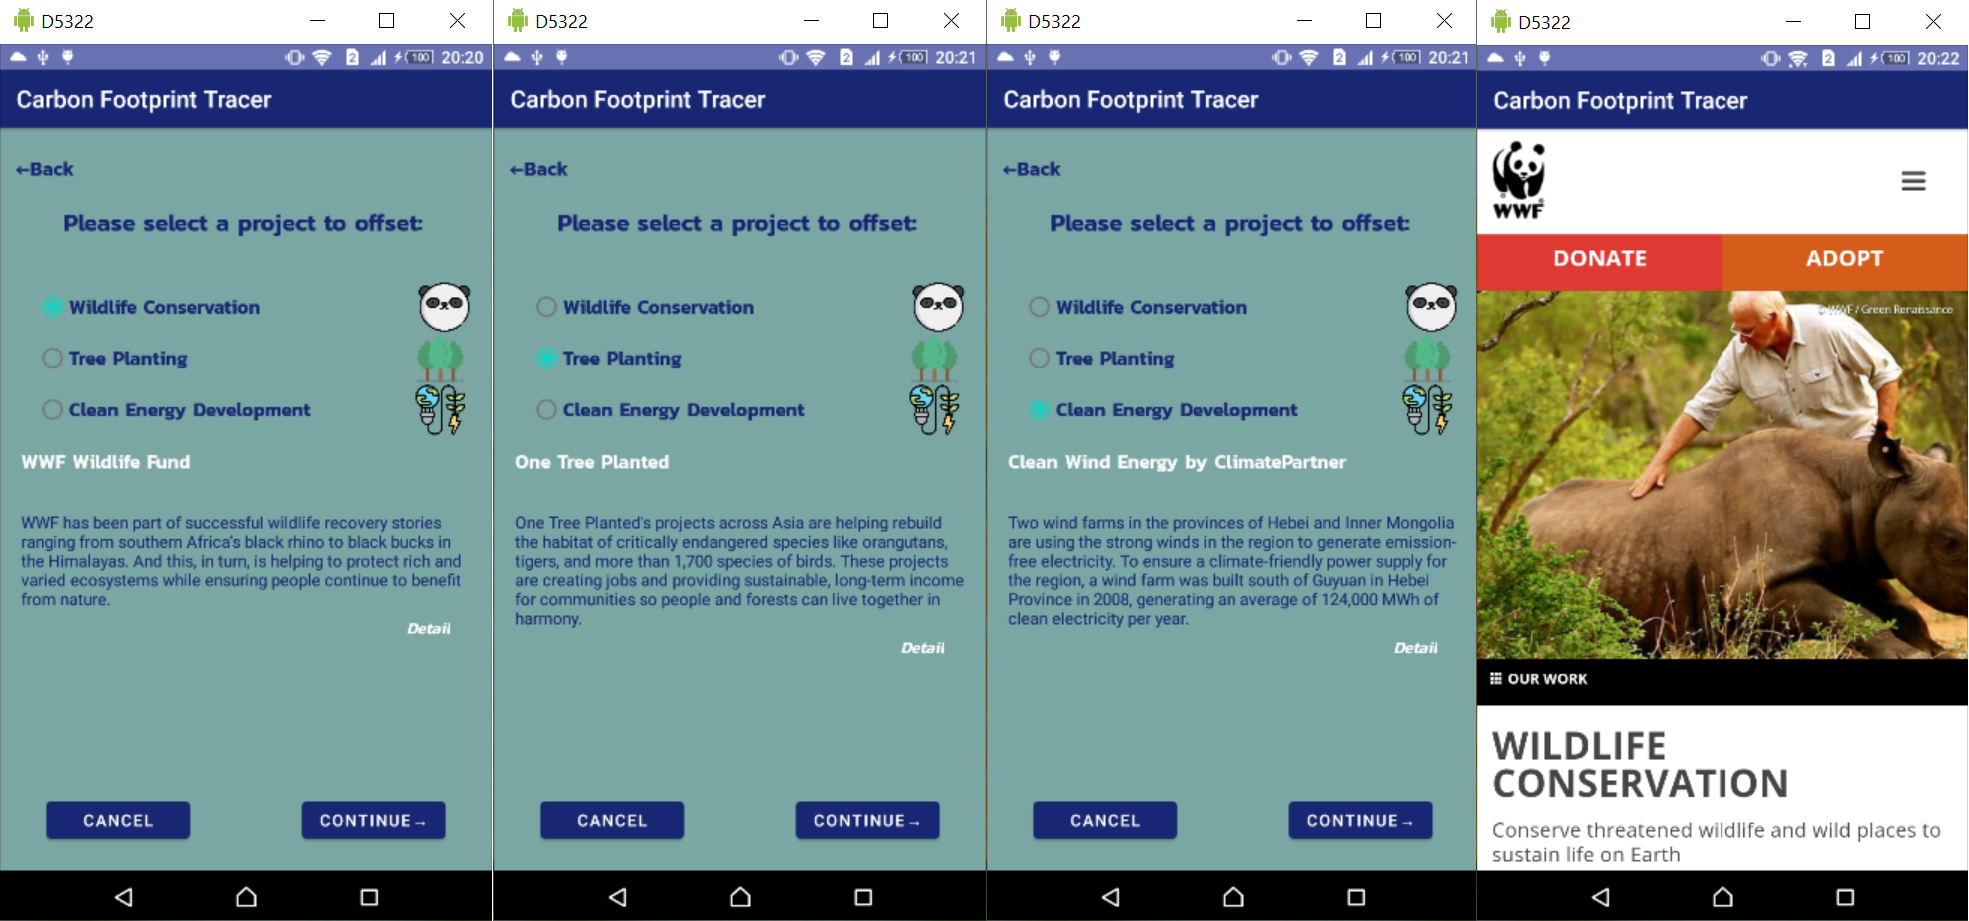 D5322
2 100 20:20
Carbon Footprint Tracer
←Back
Please select a project to offset:
Wildlife Conservation
Tree Planting
Clean Energy Development
WWF Wildlife Fund
WWF has been part of successful wildlife recovery stories
ranging from southern Africa's black rhino to black bucks in
the Himalayas. And this, in turn, is helping to protect rich and
varied ecosystems while ensuring people continue to benefit
from nature.
Detail
CANCEL
CONTINUE→
D5322
2 100 20:21
Carbon Footprint Tracer
←Back
Please select a project to offset:
Wildlife Conservation
Tree Planting
Clean Energy Development
One Tree Planted
One Tree Planted's projects across Asia are helping rebuild
the habitat of critically endangered species like orangutans,
tigers, and more than 1,700 species of birds. These projects
are creating jobs and providing sustainable, long-term income
for communities so people and forests can live together in
harmony.
Detail
CANCEL
CONTINUE→
D5322
2 100 20:21
Carbon Footprint Tracer
←Back
Please select a project to offset:
Wildlife Conservation
Tree Planting
Clean Energy Development
Clean Wind Energy by ClimatePartner
Two wind farms in the provinces of Hebei and Inner Mongolia
are using the strong winds in the region to generate emission-
free electricity. To ensure a climate-friendly power supply for
the region, a wind farm was built south of Guyuan in Hebei
Province in 2008, generating an average of 124,000 MWh of
clean electricity per year.
Detail
CANCEL
CONTINUE→
D5322
2 100 20:22
Carbon Footprint Tracer
WWF
DONATE
ADOPT
© WWF / Green Renaissance
OUR WORK
WILDLIFE
CONSERVATION
Conserve threatened wildlife and wild places to
sustain life on Earth